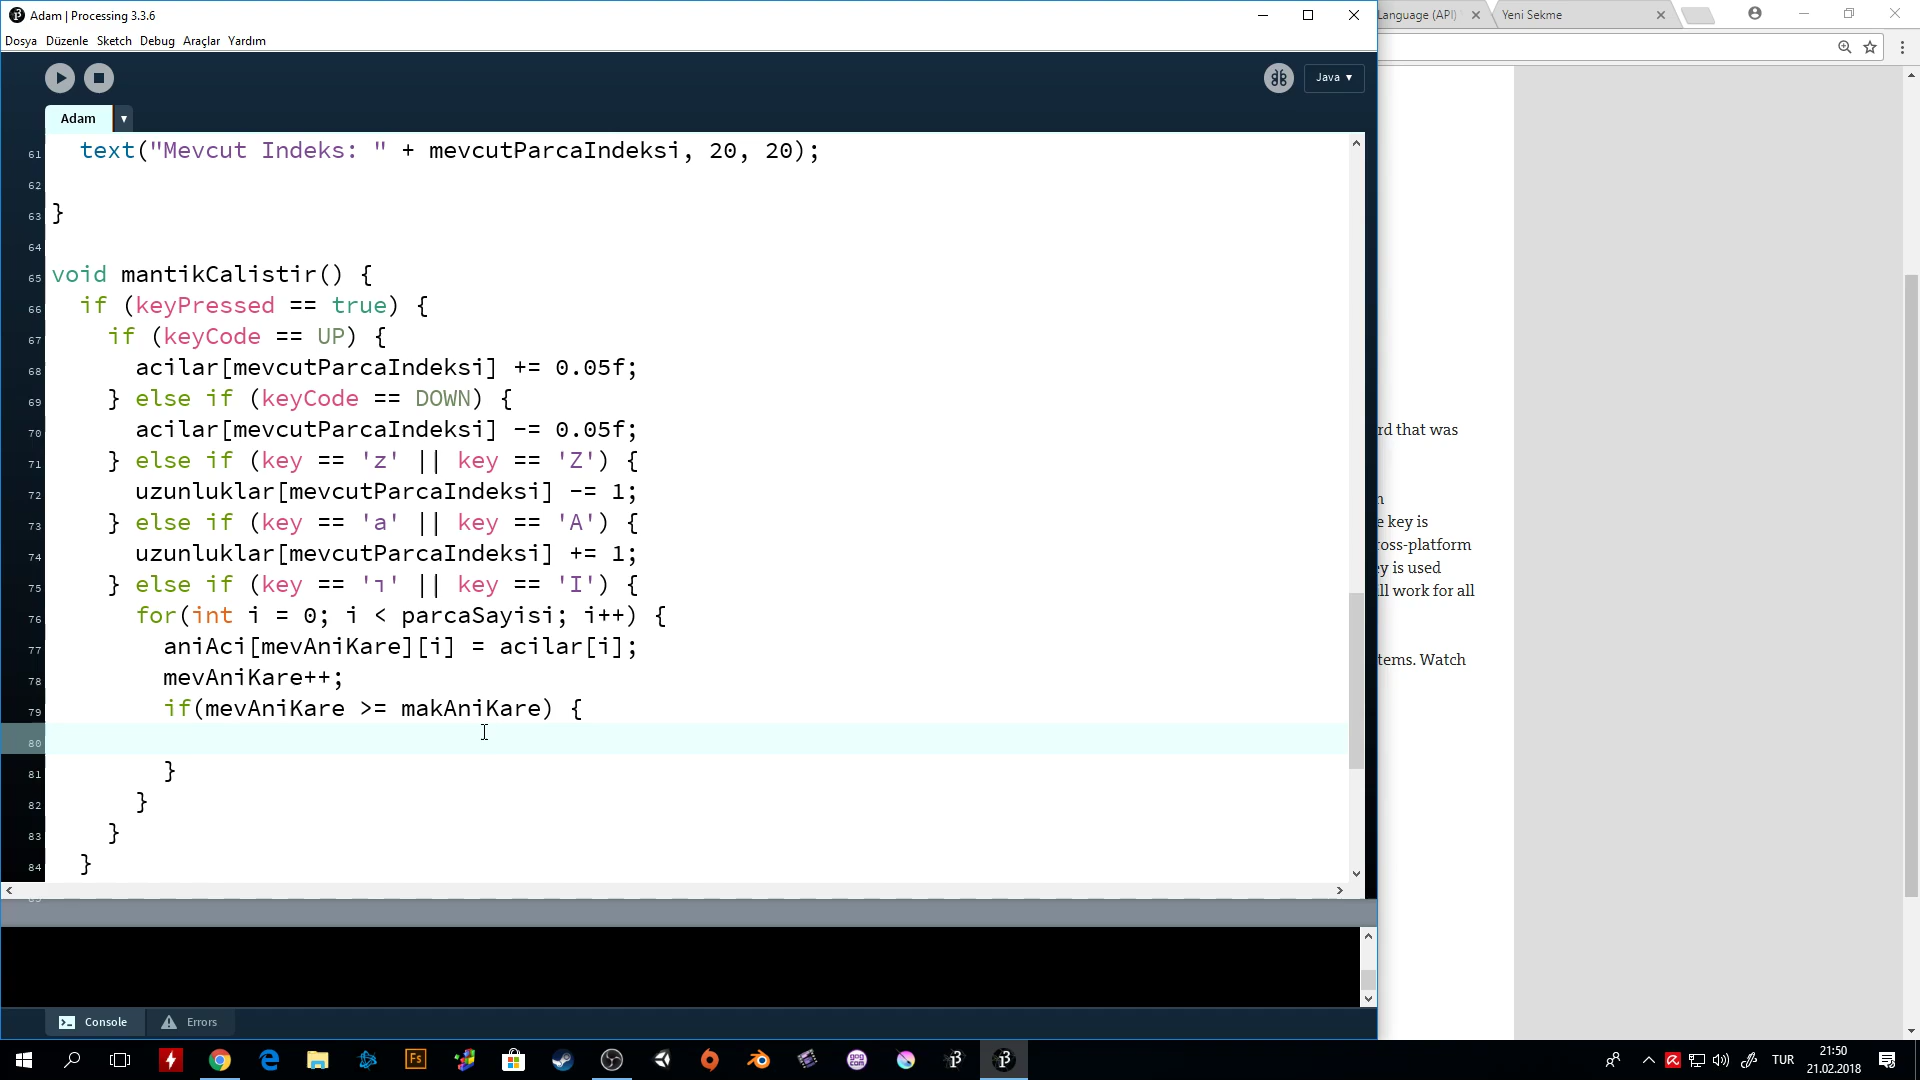 Adam | Processing 3.3.6
Language (API)
Yeni Sekme
Dosya Düzenle Sketch Debug Araçlar Yardım
Java ▼
Adam
61 text("Mevcut Indeks: " + mevcutParcaIndeksi, 20, 20);
62
63 }
64
65 void mantikCalistir() {
66 if (keyPressed == true) {
67 if (keyCode == UP) {
68 acilar[mevcutParcaIndeksi] += 0.05f;
69 } else if (keyCode == DOWN) {
70 acilar[mevcutParcaIndeksi] -= 0.05f;
71 } else if (key == 'z' || key == 'Z') {
72 uzunluklar[mevcutParcaIndeksi] -= 1;
73 } else if (key == 'a' || key == 'A') {
74 uzunluklar[mevcutParcaIndeksi] += 1;
75 } else if (key == 'ı' || key == 'I') {
76 for(int i = 0; i < parcaSayisi; i++) {
77 aniAci[mevAniKare][i] = acilar[i];
78 mevAniKare++;
79 if(mevAniKare >= makAniKare) {
80
81 }
82 }
83 }
84 }
rd that was
e key is
ross-platform
ey is used
ll work for all
tems. Watch
Console
Errors
Fs
GOG.COM
TUR
21:50
21.02.2018